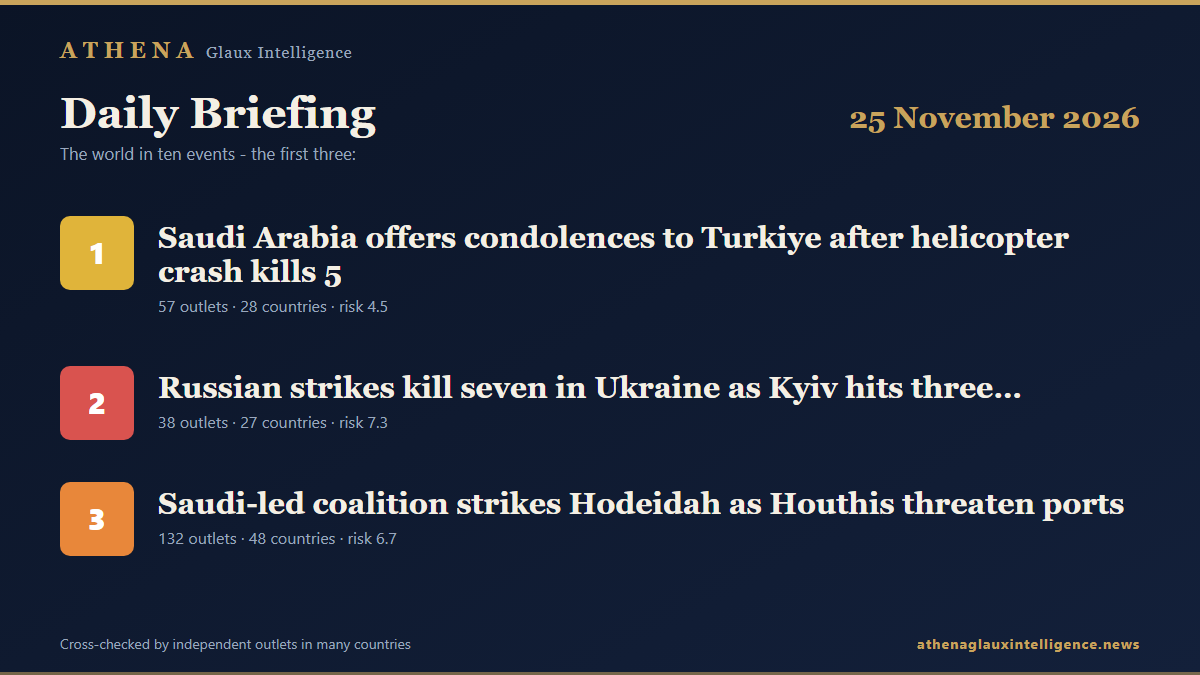 ATHENA Glaux Intelligence
Daily Briefing
25 November 2026
The world in ten events - the first three:
1
Saudi Arabia offers condolences to Turkiye after helicopter
crash kills 5
57 outlets · 28 countries · risk 4.5
2
Russian strikes kill seven in Ukraine as Kyiv hits three...
38 outlets · 27 countries · risk 7.3
3
Saudi-led coalition strikes Hodeidah as Houthis threaten ports
132 outlets · 48 countries · risk 6.7
Cross-checked by independent outlets in many countries
athenaglauxintelligence.news